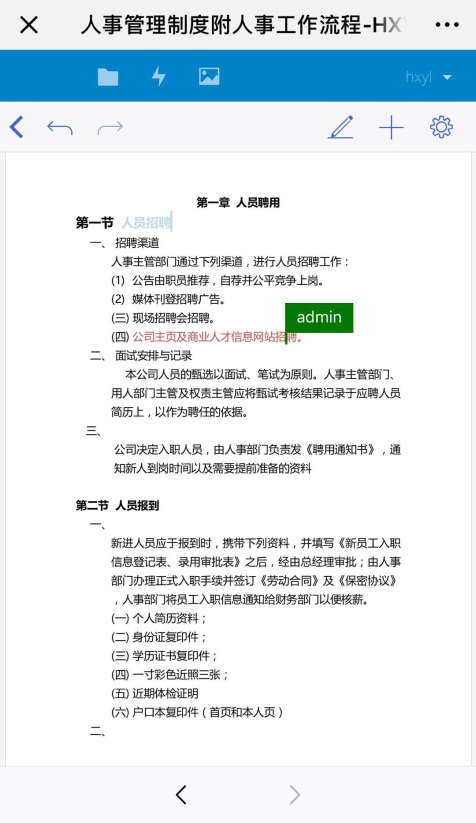 人事管理制度附人事工作流程-HX
hxyl
第一章 人员聘用
第一节 人员招聘
一、 招聘渠道
人事主管部门通过下列渠道，进行人员招聘工作：
(1) 公告由职员推荐，自荐并公平竞争上岗。
(2) 媒体刊登招聘广告。
(三) 现场招聘会招聘。
admin
(四) 公司主页及商业人才信息网站招聘。
二、 面试安排与记录
本公司人员的甄选以面试、笔试为原则。人事主管部门、
用人部门主管及权责主管应将甄试考核结果记录于应聘人员
简历上，以作为聘任的依据。
三、
公司决定入职人员，由人事部门负责发《聘用通知书》，通
知新人到岗时间以及需要提前准备的资料
第二节 人员报到
一、
新进人员应于报到时，携带下列资料，并填写《新员工入职
信息登记表、录用审批表》之后，经由总经理审批；由人事
部门办理正式入职手续并签订《劳动合同》及《保密协议》
，人事部门将员工入职信息通知给财务部门以便核薪。
(一) 个人简历资料；
(二) 身份证复印件；
(三) 学历证书复印件；
(四) 一寸彩色近照三张；
(五) 近期体检证明
(六) 户口本复印件（首页和本人页）
二、